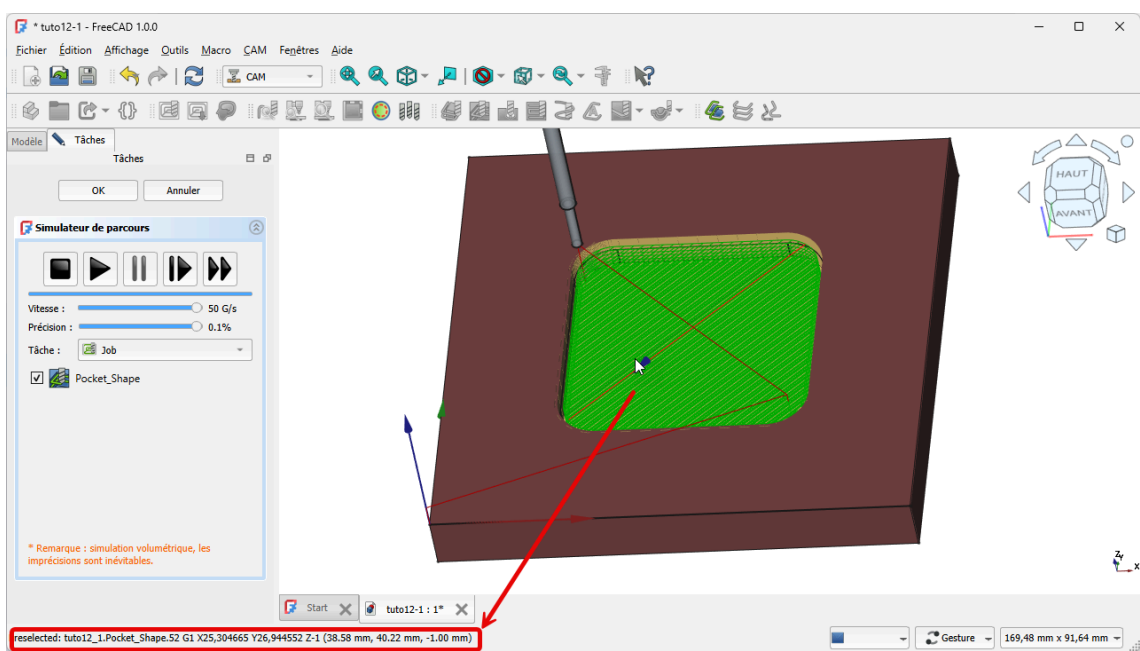 * tuto12-1 - FreeCAD 1.0.0
Fichier Édition Affichage Outils Macro CAM Fenêtres Aide
CAM
Modèle Tâches
Tâches
OK Annuler
Simulateur de parcours
Vitesse : 50 G/s
Précision : 0.1%
Tâche : Job
Pocket_Shape
* Remarque : simulation volumétrique, les
imprécisions sont inévitables.
HAUT
AVANT
Z Y
X
Start tuto12-1 : 1*
reselected: tuto12_1.Pocket_Shape.52 G1 X25,304665 Y26,944552 Z-1 (38.58 mm, 40.22 mm, -1.00 mm)
Gesture 169,48 mm x 91,64 mm